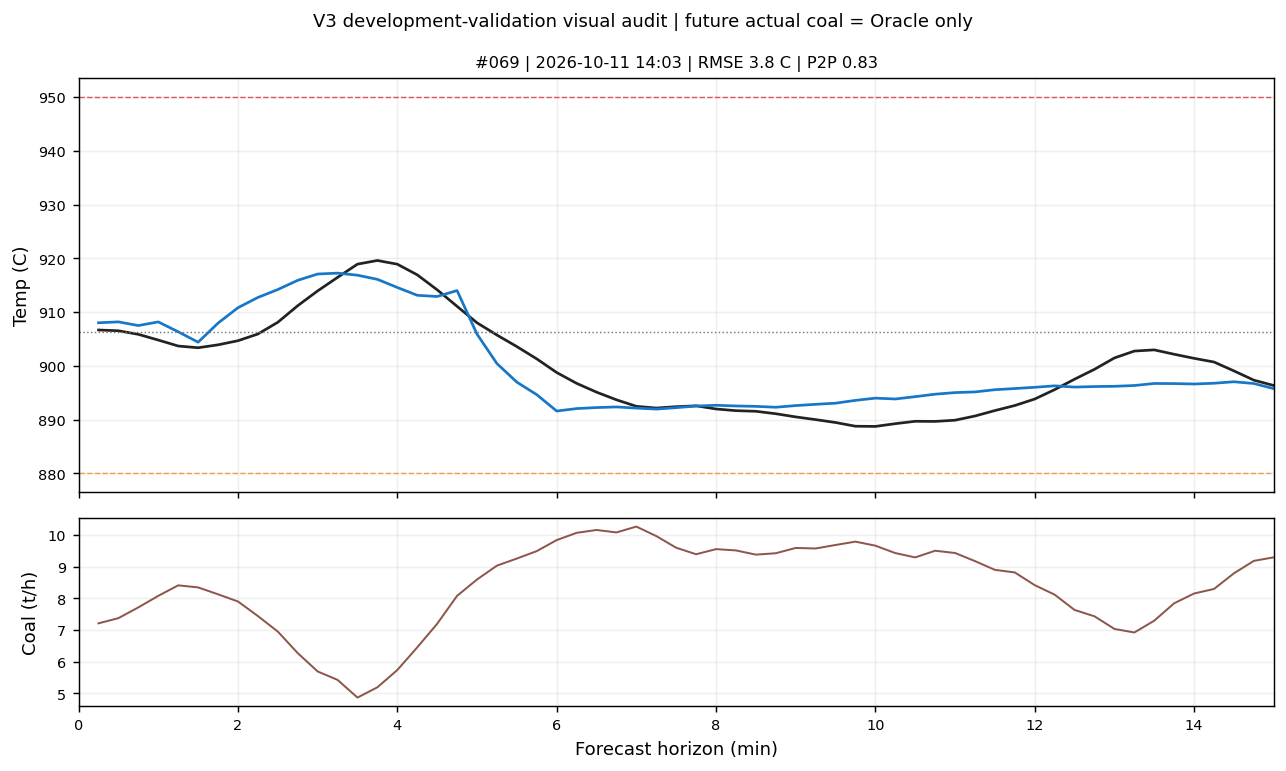 V3 development-validation visual audit | future actual coal = Oracle only
#069 | 2026-10-11 14:03 | RMSE 3.8 C | P2P 0.83
Temp (C)
950
940
930
920
910
900
890
880
Coal (t/h)
10
9
8
7
6
5
0 2 4 6 8 10 12 14
Forecast horizon (min)